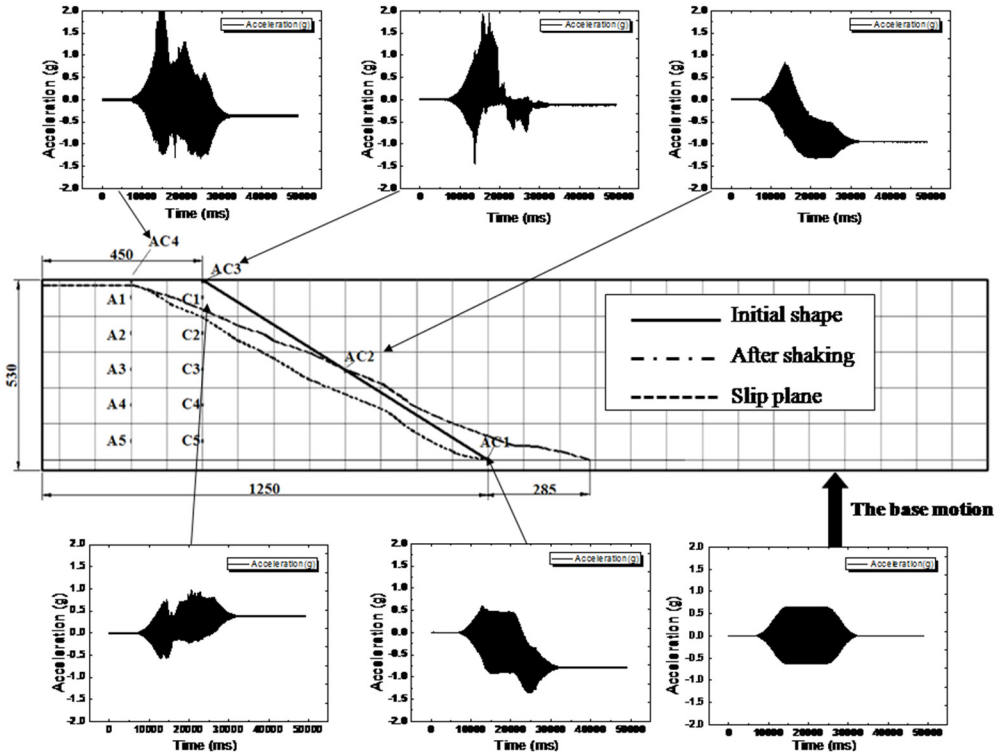 2.0
1.5
1.0
0.5
0.0
-0.5
-1.0
-1.5
2.0
Acceleration (g)
Acceleration(g)
0 10000 20000 30000 40000 50000
Time (ms)
2.0
1.5
1.0
0.5
0.0
-0.5
-1.0
-1.5
2.0
Acceleration (g)
Acceleration(g)
0 10000 20000 30000 40000 50000
Time (ms)
2.0
1.5
1.0
0.5
0.0
-0.5
-1.0
-1.5
2.0
Acceleration (g)
Acceleration(g)
0 10000 20000 30000 40000 50000
Time (ms)
AC4
450
AC3
A1 C1
A2 C2
A3 C3
A4 C4
A5 C5
AC2
AC1
530
1250
285
Initial shape
After shaking
Slip plane
The base motion
2.0
1.5
1.0
0.5
0.0
-0.5
-1.0
-1.5
2.0
Acceleration (g)
Acceleration(g)
0 10000 20000 30000 40000 50000
Time (ms)
2.0
1.5
1.0
0.5
0.0
-0.5
-1.0
-1.5
2.0
Acceleration (g)
Acceleration(g)
0 10000 20000 30000 40000 50000
Time (ms)
2.0
1.5
1.0
0.5
0.0
-0.5
-1.0
-1.5
2.0
Acceleration (g)
Acceleration(g)
0 10000 20000 30000 40000 50000
Time (ms)